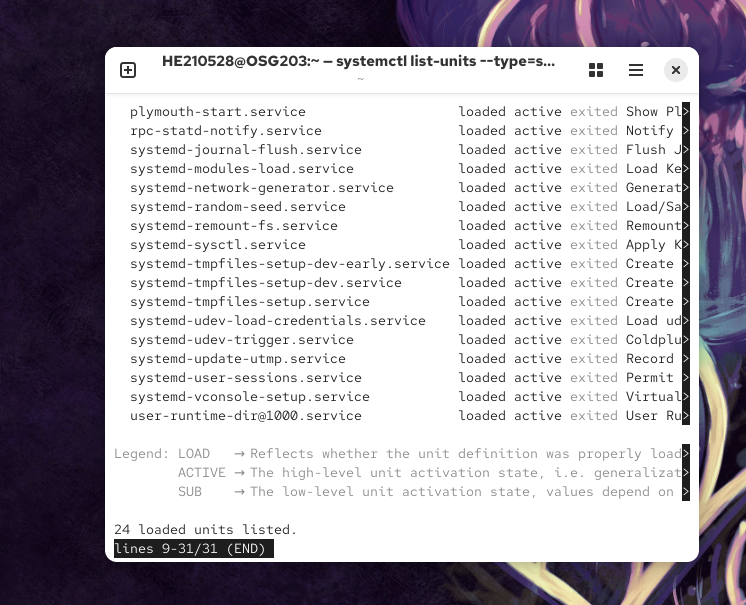 HE210528@OSG203:~ — systemctl list-units --type=s...
~
plymouth-start.service loaded active exited Show Pl>
rpc-statd-notify.service loaded active exited Notify >
systemd-journal-flush.service loaded active exited Flush J>
systemd-modules-load.service loaded active exited Load Ke>
systemd-network-generator.service loaded active exited Generat>
systemd-random-seed.service loaded active exited Load/Sa>
systemd-remount-fs.service loaded active exited Remount>
systemd-sysctl.service loaded active exited Apply K>
systemd-tmpfiles-setup-dev-early.service loaded active exited Create >
systemd-tmpfiles-setup-dev.service loaded active exited Create >
systemd-tmpfiles-setup.service loaded active exited Create >
systemd-udev-load-credentials.service loaded active exited Load ud>
systemd-udev-trigger.service loaded active exited Coldplu>
systemd-update-utmp.service loaded active exited Record >
systemd-user-sessions.service loaded active exited Permit >
systemd-vconsole-setup.service loaded active exited Virtual>
user-runtime-dir@1000.service loaded active exited User Ru>
Legend: LOAD → Reflects whether the unit definition was properly load>
ACTIVE → The high-level unit activation state, i.e. generalizat>
SUB → The low-level unit activation state, values depend on >
24 loaded units listed.
lines 9-31/31 (END)